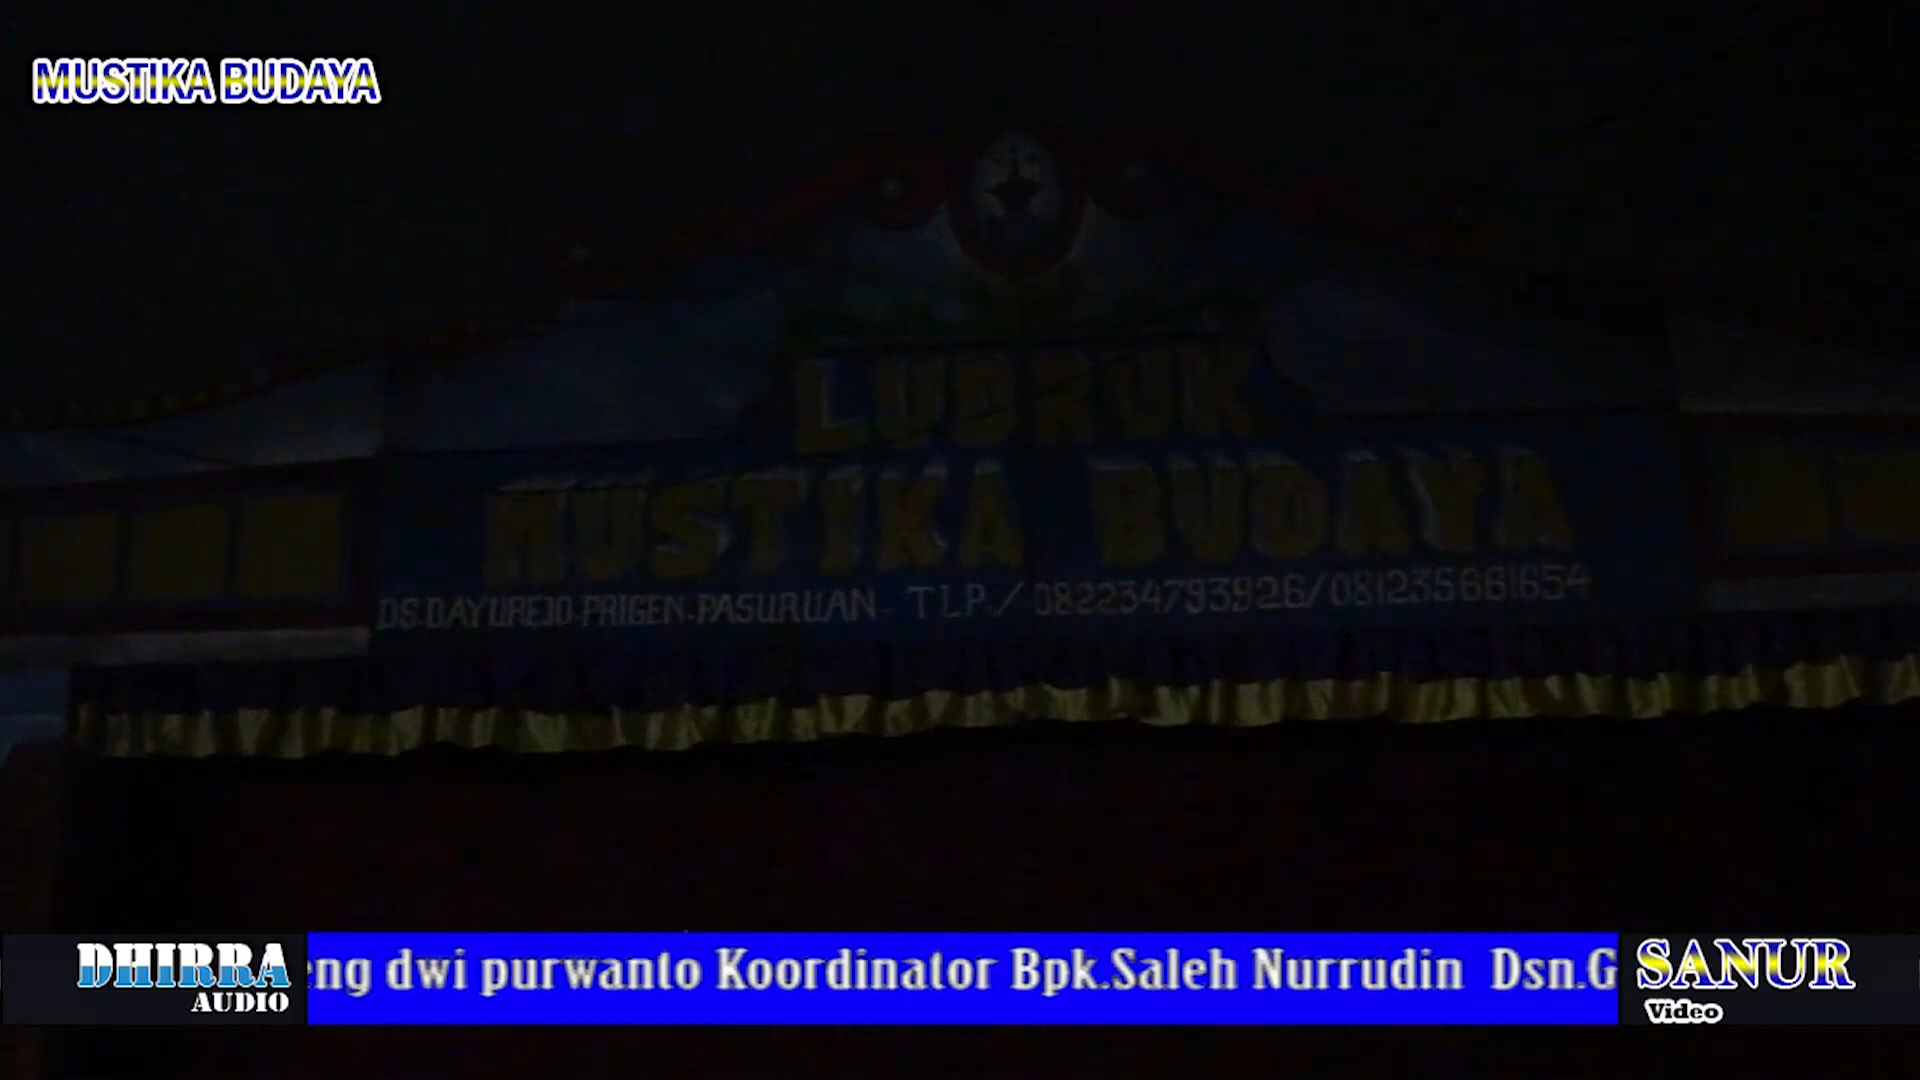 MUSTIKA BUDAYA
LUDRUK
MUSTIKA BUDAYA
DS.DAYUREJO-PRIGEN-PASURUAN. TLP./ 082234793926/081235661654
DHIRRA
AUDIO
eng dwi purwanto Koordinator Bpk.Saleh Nurrudin Dsn.G
SANUR
Video